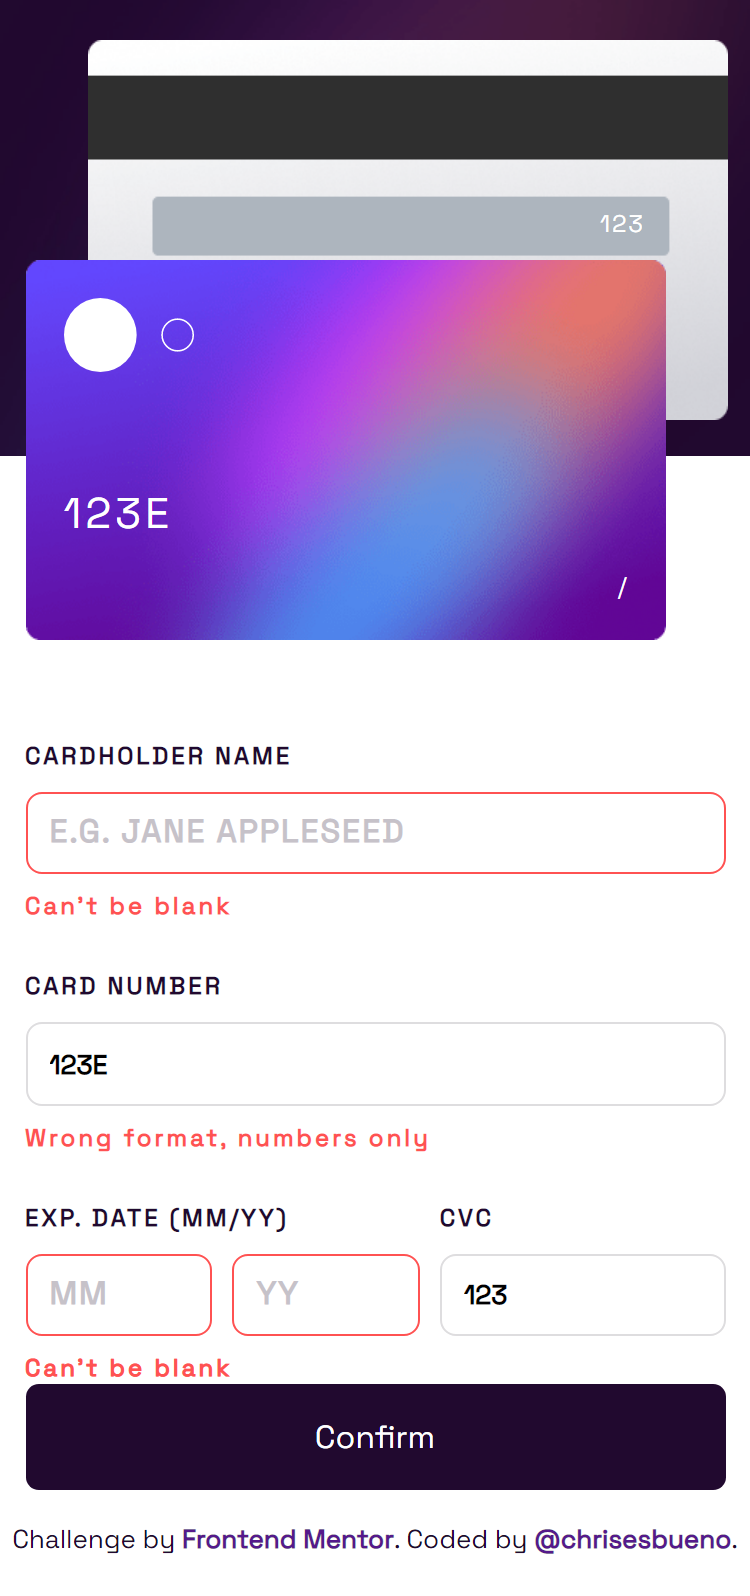 123
123E
/
CARDHOLDER NAME
E.G. JANE APPLESEED
Can't be blank
CARD NUMBER
123E
Wrong format, numbers only
EXP. DATE (MM/YY) CVC
MM YY 123
Can't be blank
Confirm
Challenge by Frontend Mentor. Coded by @chrisesbueno.